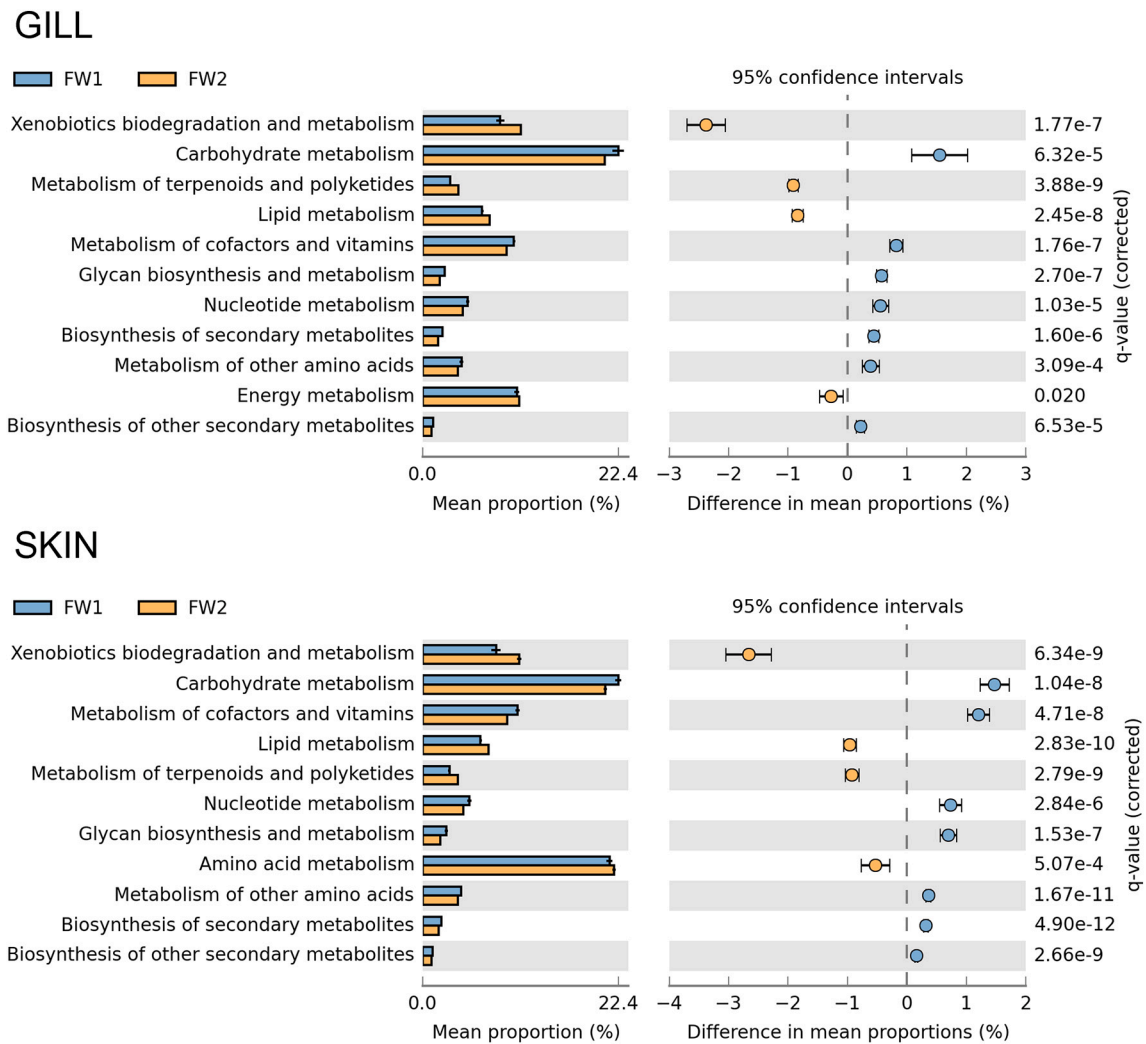 GILL
FW1 FW2
95% confidence intervals
Xenobiotics biodegradation and metabolism 1.77e-7
Carbohydrate metabolism 6.32e-5
Metabolism of terpenoids and polyketides 3.88e-9
Lipid metabolism 2.45e-8
Metabolism of cofactors and vitamins 1.76e-7
Glycan biosynthesis and metabolism 2.70e-7
Nucleotide metabolism 1.03e-5
Biosynthesis of secondary metabolites 1.60e-6
Metabolism of other amino acids 3.09e-4
Energy metabolism 0.020
Biosynthesis of other secondary metabolites 6.53e-5
q-value (corrected)
0.0 22.4 −3 −2 −1 0 1 2 3
Mean proportion (%) Difference in mean proportions (%)
SKIN
FW1 FW2
95% confidence intervals
Xenobiotics biodegradation and metabolism 6.34e-9
Carbohydrate metabolism 1.04e-8
Metabolism of cofactors and vitamins 4.71e-8
Lipid metabolism 2.83e-10
Metabolism of terpenoids and polyketides 2.79e-9
Nucleotide metabolism 2.84e-6
Glycan biosynthesis and metabolism 1.53e-7
Amino acid metabolism 5.07e-4
Metabolism of other amino acids 1.67e-11
Biosynthesis of secondary metabolites 4.90e-12
Biosynthesis of other secondary metabolites 2.66e-9
q-value (corrected)
0.0 22.4 −4 −3 −2 −1 0 1 2
Mean proportion (%) Difference in mean proportions (%)